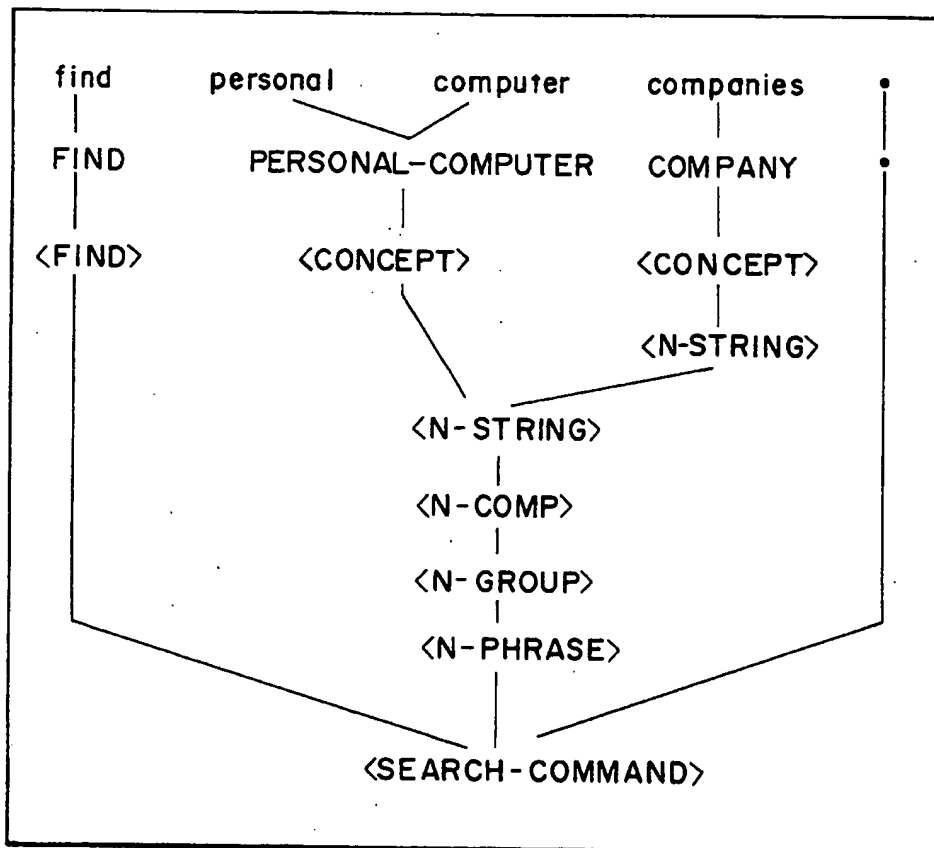 find personal computer companies .
FIND PERSONAL-COMPUTER COMPANY .
<FIND> <CONCEPT> <CONCEPT>
<N-STRING>
<N-STRING>
<N-COMP>
<N-GROUP>
<N-PHRASE>
<SEARCH-COMMAND>